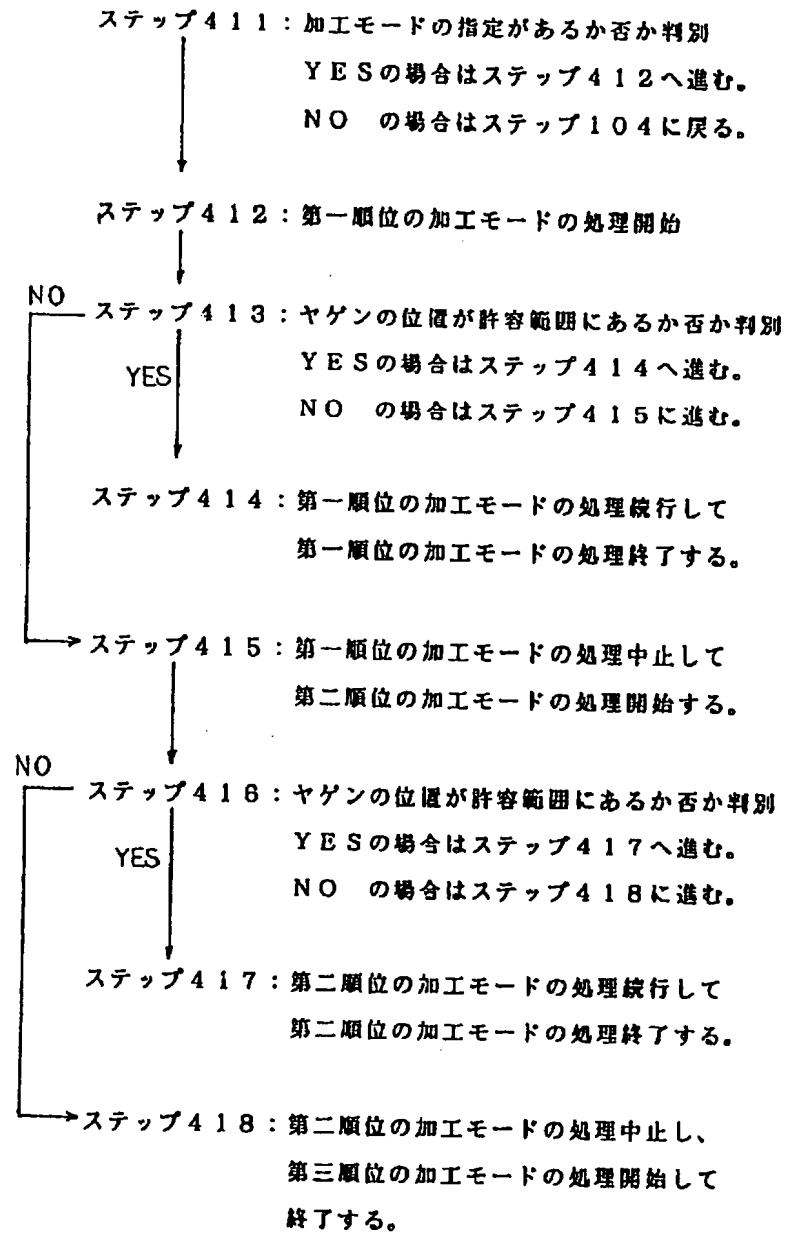 ステップ411：加工モードの指定があるか否か判別
YESの場合はステップ412へ進む。
NO　の場合はステップ104に戻る。
ステップ412：第一順位の加工モードの処理開始
NO
ステップ413：ヤゲンの位置が許容範囲にあるか否か判別
YES
YESの場合はステップ414へ進む。
NO　の場合はステップ415に進む。
ステップ414：第一順位の加工モードの処理続行して
第一順位の加工モードの処理終了する。
ステップ415：第一順位の加工モードの処理中止して
第二順位の加工モードの処理開始する。
NO
ステップ416：ヤゲンの位置が許容範囲にあるか否か判別
YES
YESの場合はステップ417へ進む。
NO　の場合はステップ418に進む。
ステップ417：第二順位の加工モードの処理続行して
第二順位の加工モードの処理終了する。
ステップ418：第二順位の加工モードの処理中止し、
第三順位の加工モードの処理開始して
終了する。